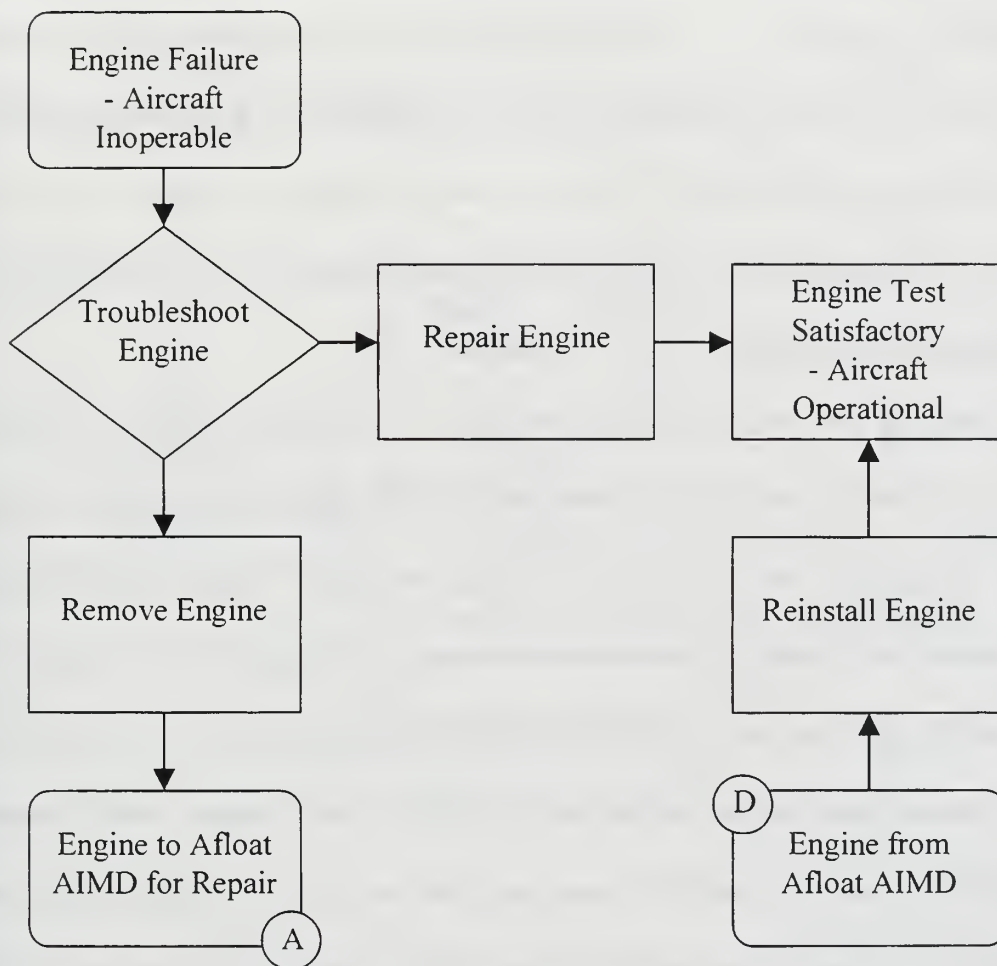 Engine Failure
- Aircraft
Inoperable
Troubleshoot
Engine
Repair Engine
Engine Test
Satisfactory
- Aircraft
Operational
Remove Engine
Reinstall Engine
Engine to Afloat
AIMD for Repair
A
D
Engine from
Afloat AIMD